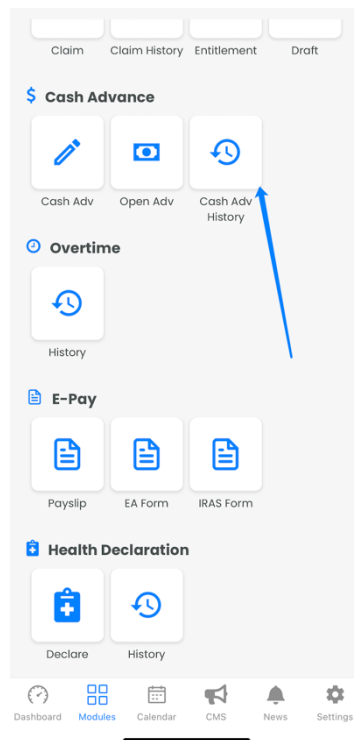 Claim
Claim History
Entitlement
Draft
Cash Advance
Cash Adv
Open Adv
Cash Adv
History
Overtime
History
E-Pay
Payslip
EA Form
IRAS Form
Health Declaration
Declare
History
Dashboard
Modules
Calendar
CMS
News
Settings